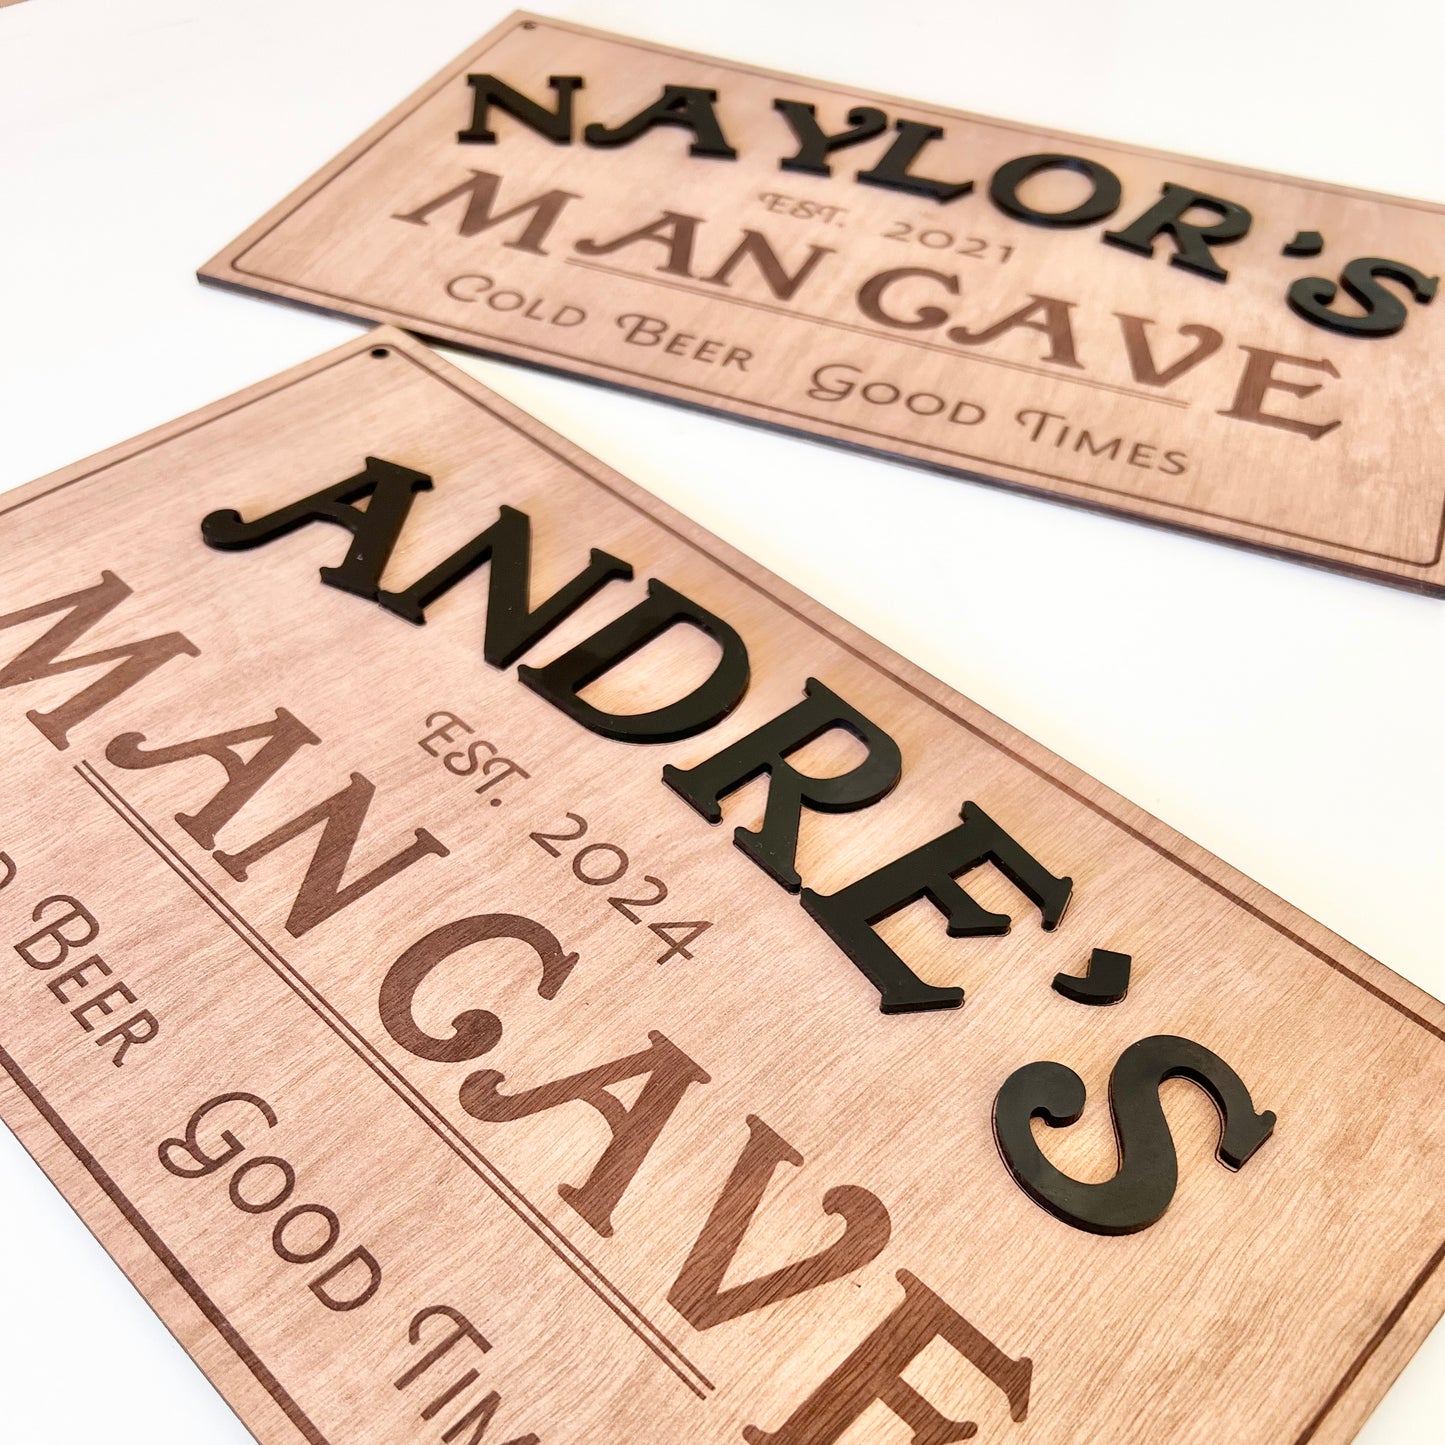 NAYLOR'S
EST. 2021
MAN CAVE
COLD BEER GOOD TIMES
ANDRE'S
EST. 2024
MAN CAVE
BEER GOOD